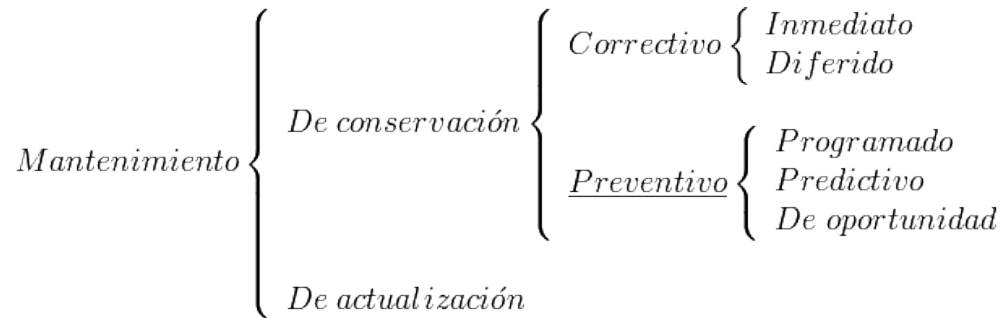 Mantenimiento
De conservación
Correctivo
Inmediato
Diferido
Preventivo
Programado
Predictivo
De oportunidad
De actualización